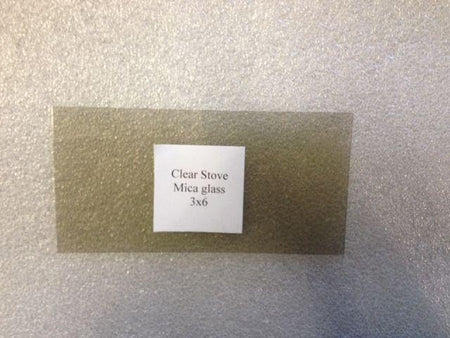 Clear Stove
Mica glass
3x6